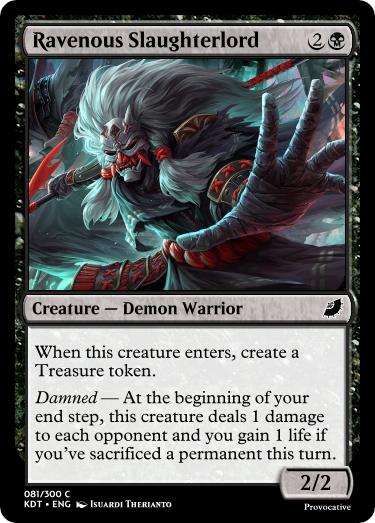 Ravenous Slaughterlord 2
Creature — Demon Warrior
When this creature enters, create a
Treasure token.
Damned — At the beginning of your
end step, this creature deals 1 damage
to each opponent and you gain 1 life if
you've sacrificed a permanent this turn.
2/2
081/300 C
KDT • ENG Isuardi Therianto
Provocative